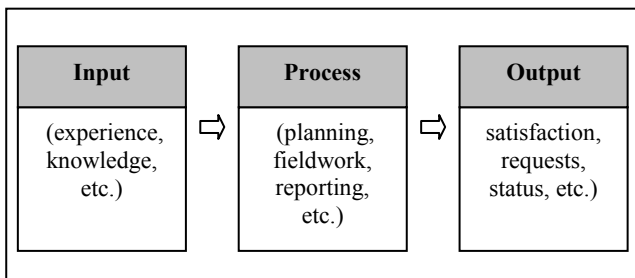 Input
(experience,
knowledge,
etc.)
Process
(planning,
fieldwork,
reporting,
etc.)
Output
satisfaction,
requests,
status, etc.)